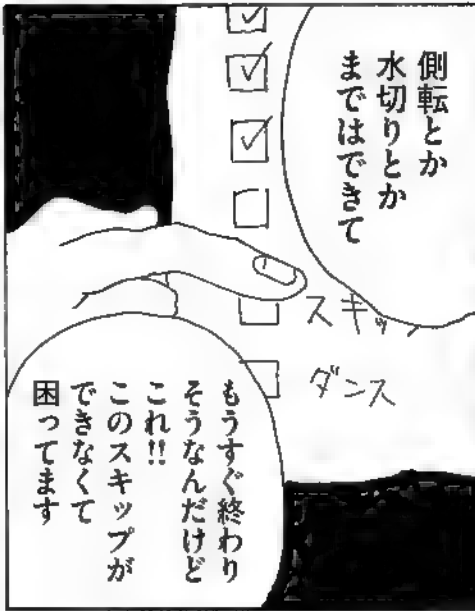 側転とか
水切りとか
まではできて
スキッ
ダンス
もうすぐ終わり
そうなんだけど
これ!!
このスキップが
できなくて
困ってます